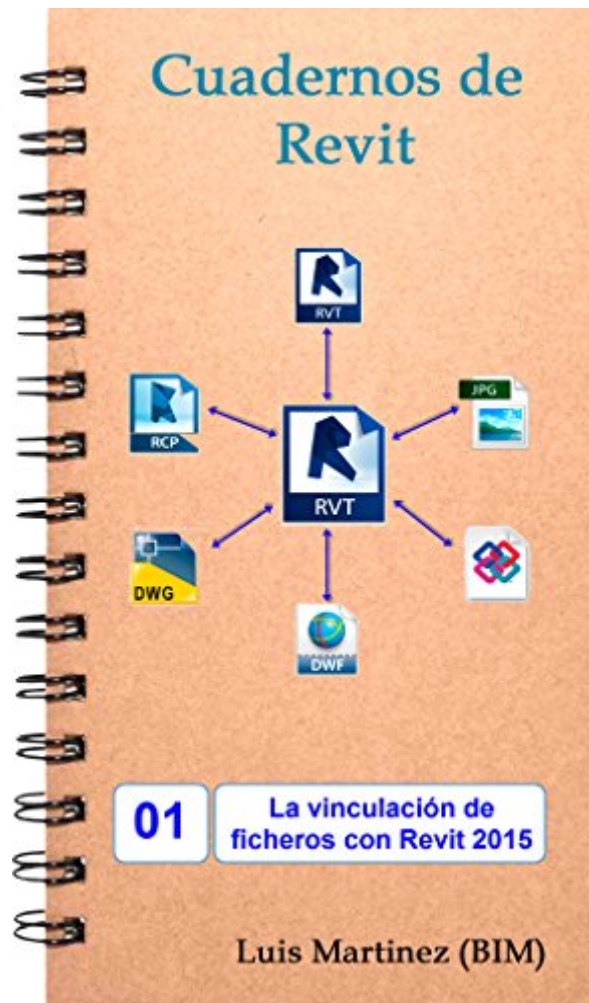 Cuadernos de
Revit
RVT
RCP
JPG
RVT
DWG
DWF
01
La vinculación de
ficheros con Revit 2015
Luis Martinez (BIM)